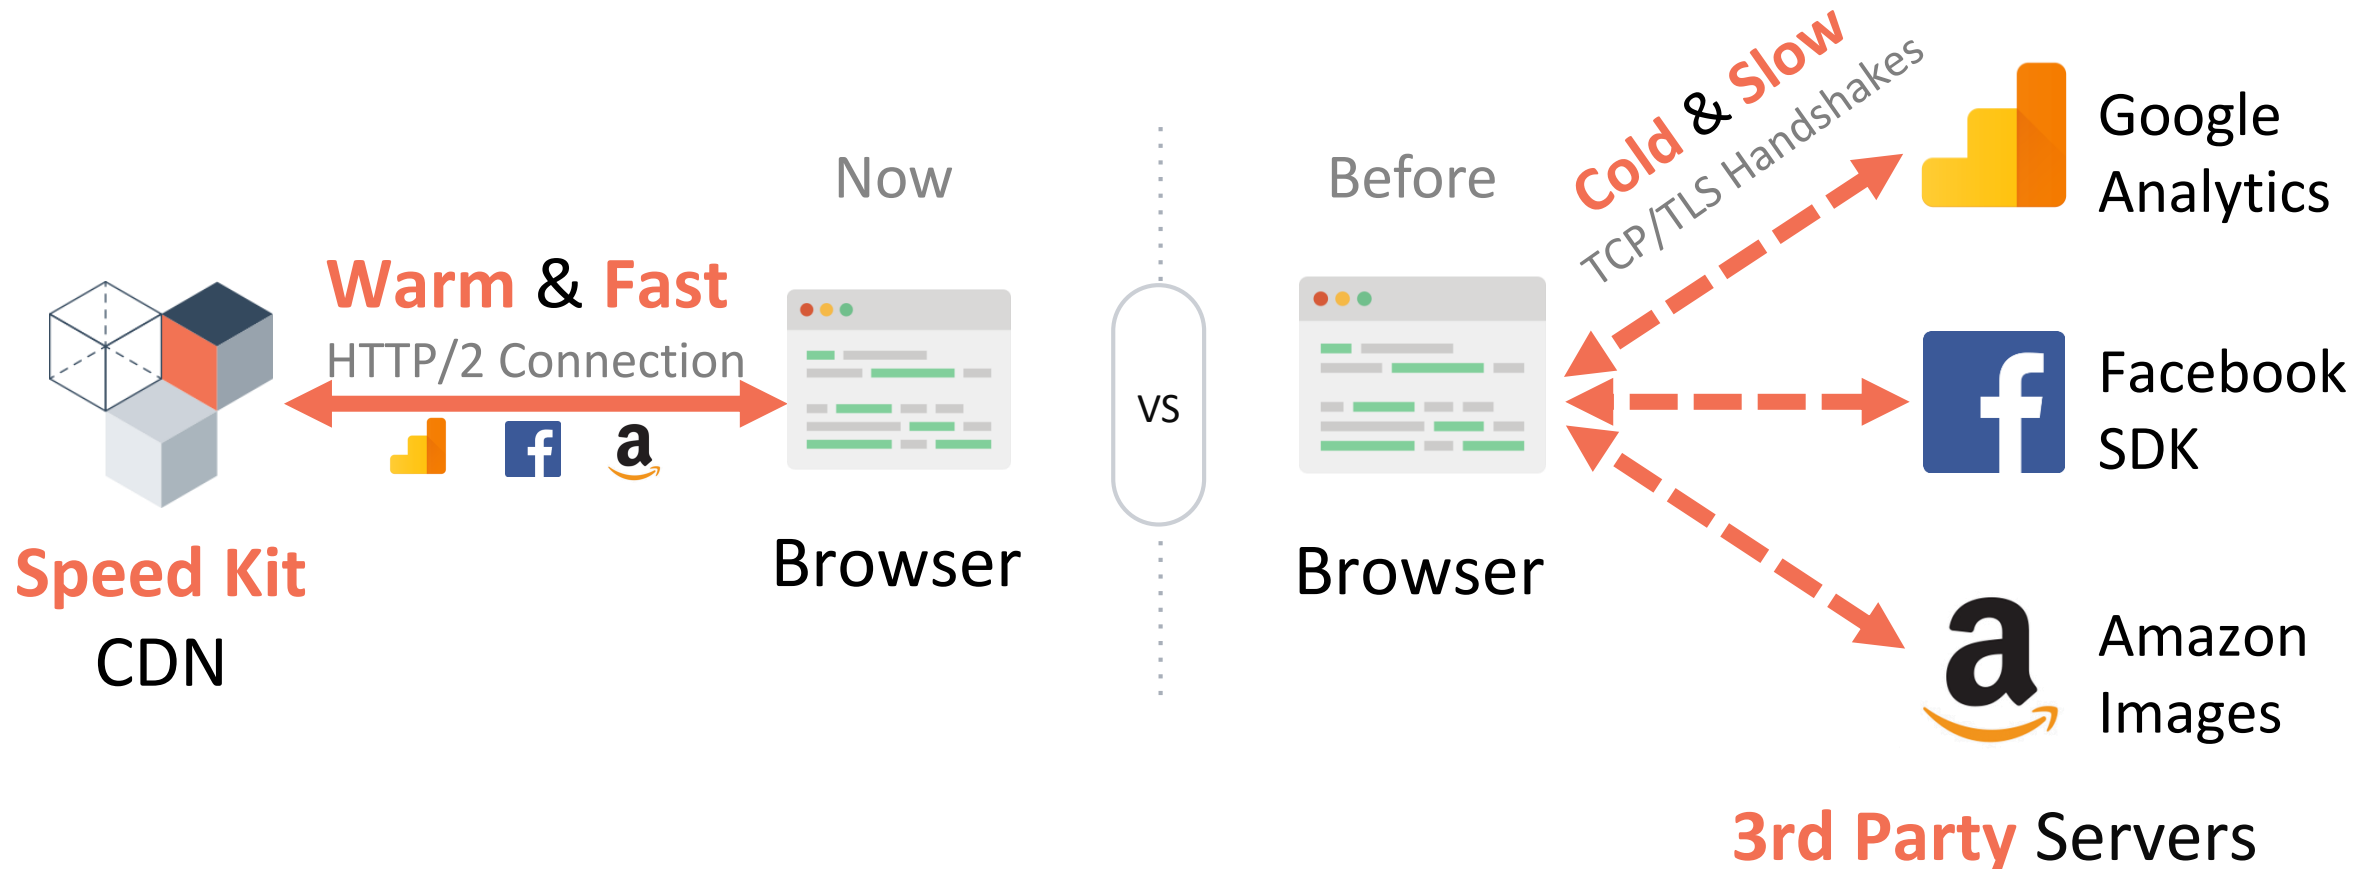 Now
Warm & Fast
HTTP/2 Connection
Speed Kit
CDN
Browser
VS
Before
Cold & Slow
TCP/TLS Handshakes
Browser
Google
Analytics
Facebook
SDK
Amazon
Images
3rd Party Servers